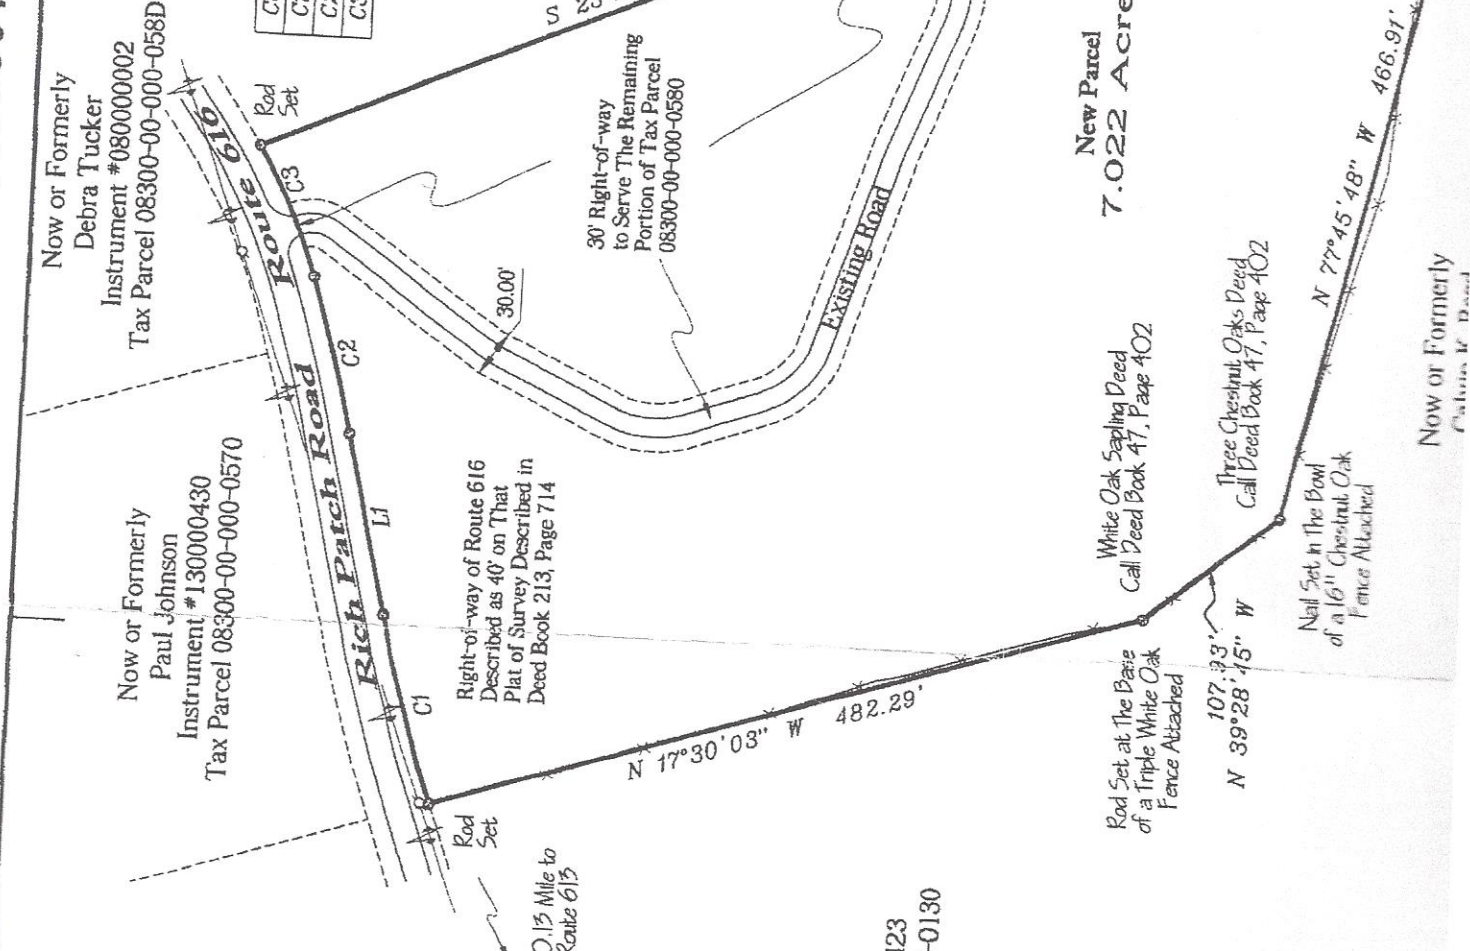 Now or Formerly
Debra Tucker
Instrument #080000002
Tax Parcel 08300-00-000-058D
Now or Formerly
Paul Johnson
Instrument #130000430
Tax Parcel 08300-00-000-0570
Rich Patch Road Route 616
Rod
Set
C3
C2
L1
C1
Rod
Set
30.00'
30' Right-of-way
to Serve The Remaining
Portion of Tax Parcel
08300-00-000-0580
Existing Road
New Parcel
7.022 Acre
Right-of-way of Route 616
Described as 40' on That
Plat of Survey Described in
Deed Book 213, Page 714
0.13 Mile to
Route 613
N 17°30'03" W 482.29'
White Oak Sapling Deed
Call Deed Book 47, Page 402
Rod Set at The Base
of a Triple White Oak
Fence Attached
107.93'
N 39°28'45" W
Three Chestnut Oaks Deed
Call Deed Book 47, Page 402
Nail Set in The Bowl
of a 16" Chestnut Oak
Fence Attached
N 77°45'48" W 466.91'
Now or Formerly
123
-0130